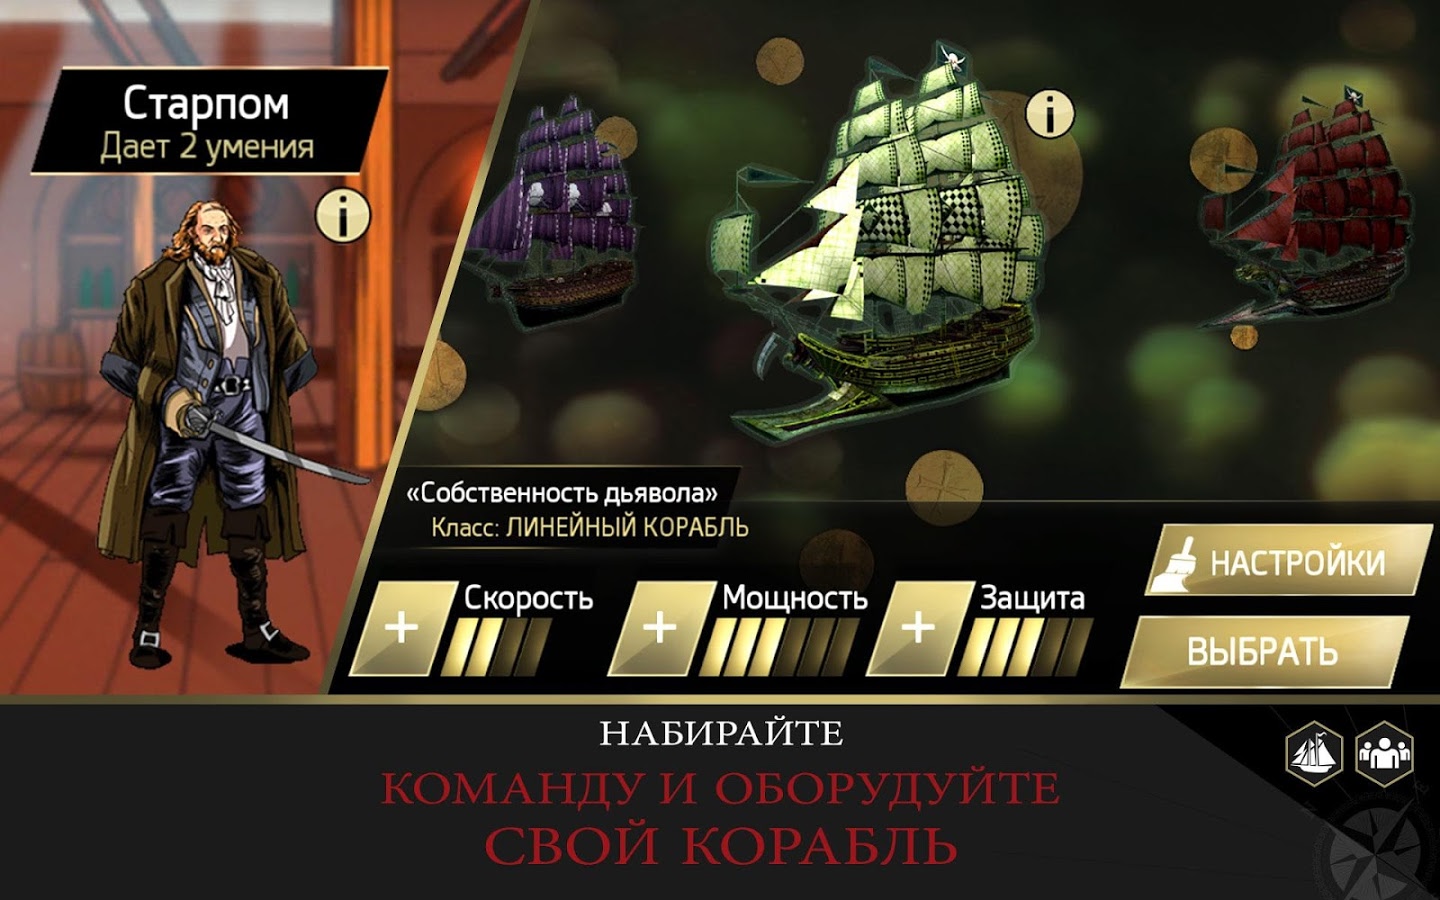 Старпом
Дает 2 умения
i
i
«Собственность дьявола»
Класс: ЛИНЕЙНЫЙ КОРАБЛЬ
+ Скорость
+ Мощность
+ Защита
НАСТРОЙКИ
ВЫБРАТЬ
НАБИРАЙТЕ
КОМАНДУ И ОБОРУДУЙТЕ
СВОЙ КОРАБЛЬ